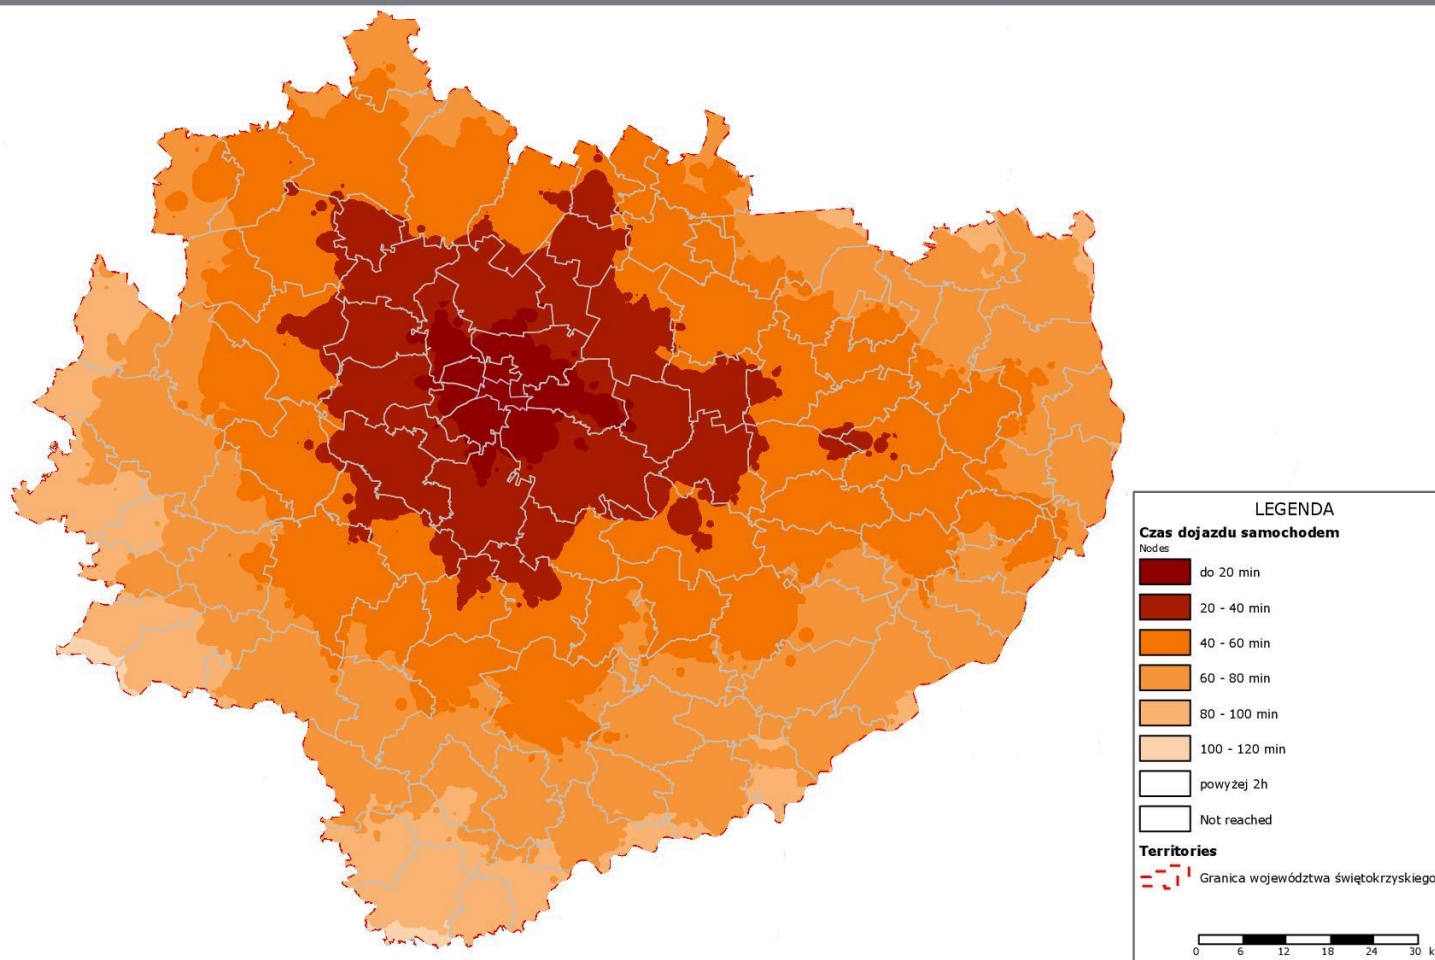 LEGENDA
Czas dojazdu samochodem
Nodes
do 20 min
20 - 40 min
40 - 60 min
60 - 80 min
80 - 100 min
100 - 120 min
powyżej 2h
Not reached
Territories
Granica województwa świętokrzyskiego
0 6 12 18 24 30 k